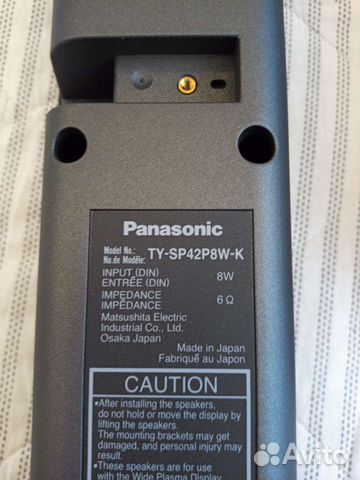 Panasonic
Model No.: TY-SP42P8W-K
No.de Modèle:
INPUT (DIN) 8W
ENTRÉE (DIN)
IMPEDANCE 6 Ω
IMPÉDANCE
Matsushita Electric
Industrial Co., Ltd.
Osaka Japan
Made in Japan
Fabriqué au Japon
CAUTION
•After installing the speakers,
do not hold or move the display by
lifting the speakers.
The mounting brackets may get
damaged, and personal injury may
result.
•These speakers are for use
with the Wide Plasma Display
Avito